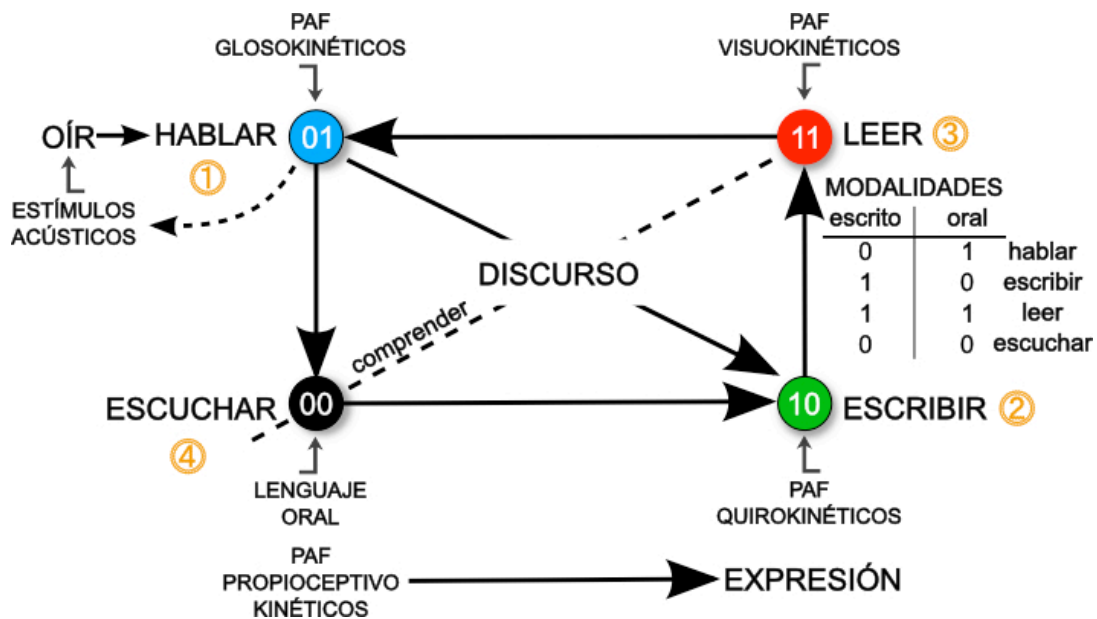 PAF
GLOSOKINÉTICOS
PAF
VISUOKINÉTICOS
OÍR
HABLAR
01
11
LEER ③
①
ESTÍMULOS
ACÚSTICOS
MODALIDADES
escrito oral
0 1 hablar
1 0 escribir
1 1 leer
0 0 escuchar
DISCURSO
comprender
ESCUCHAR
00
10
ESCRIBIR ②
④
LENGUAJE
ORAL
PAF
QUIROKINÉTICOS
PAF
PROPIOCEPTIVO
KINÉTICOS
EXPRESIÓN